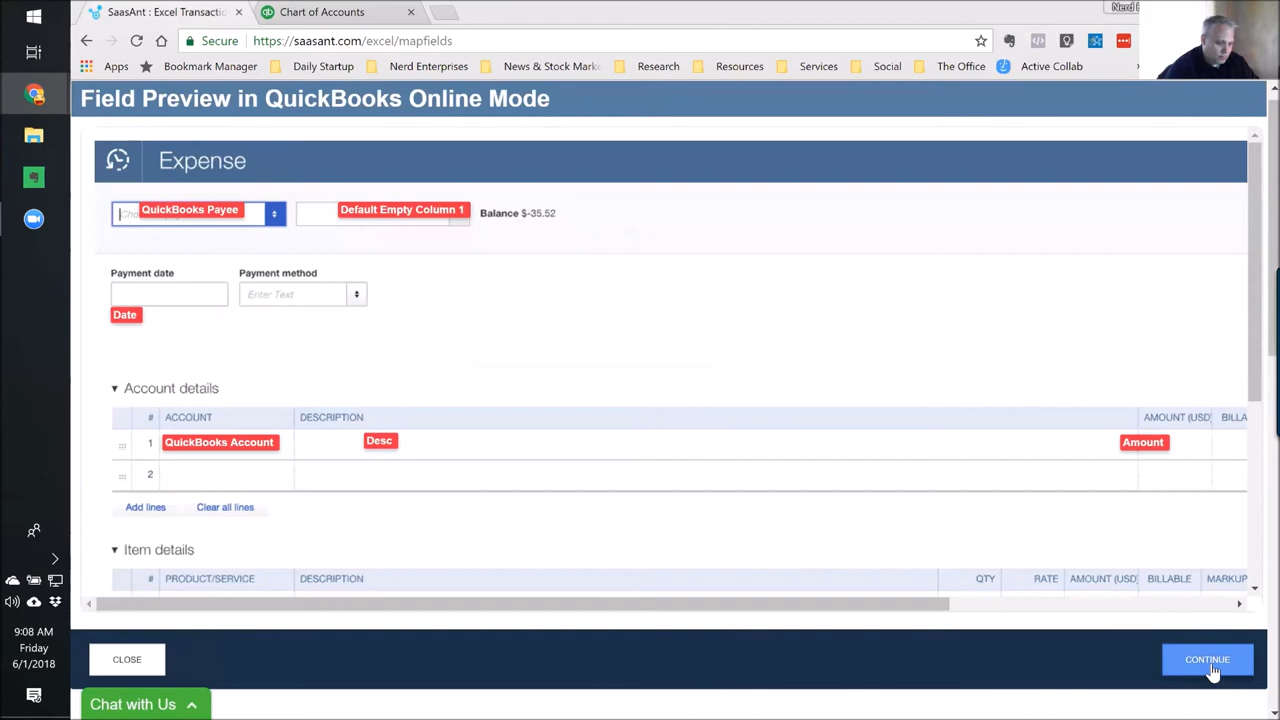 SaasAnt : Excel Transactio
Chart of Accounts
Secure
https://saasant.com/excel/mapfields
Apps
Bookmark Manager
Daily Startup
Nerd Enterprises
News & Stock Mark
Research
Resources
Services
Social
The Office
Active Collab
Field Preview in QuickBooks Online Mode
Expense
QuickBooks Payee
Default Empty Column 1
Balance $-35.52
Payment date
Payment method
Enter Text
Date
Account details
# ACCOUNT DESCRIPTION AMOUNT (USD) BILLA
1 QuickBooks Account Desc Amount
2
Add lines Clear all lines
Item details
# PRODUCT/SERVICE DESCRIPTION QTY RATE AMOUNT (USD) BILLABLE MARKUP
CLOSE
CONTINUE
Chat with Us
9:08 AM
Friday
6/1/2018